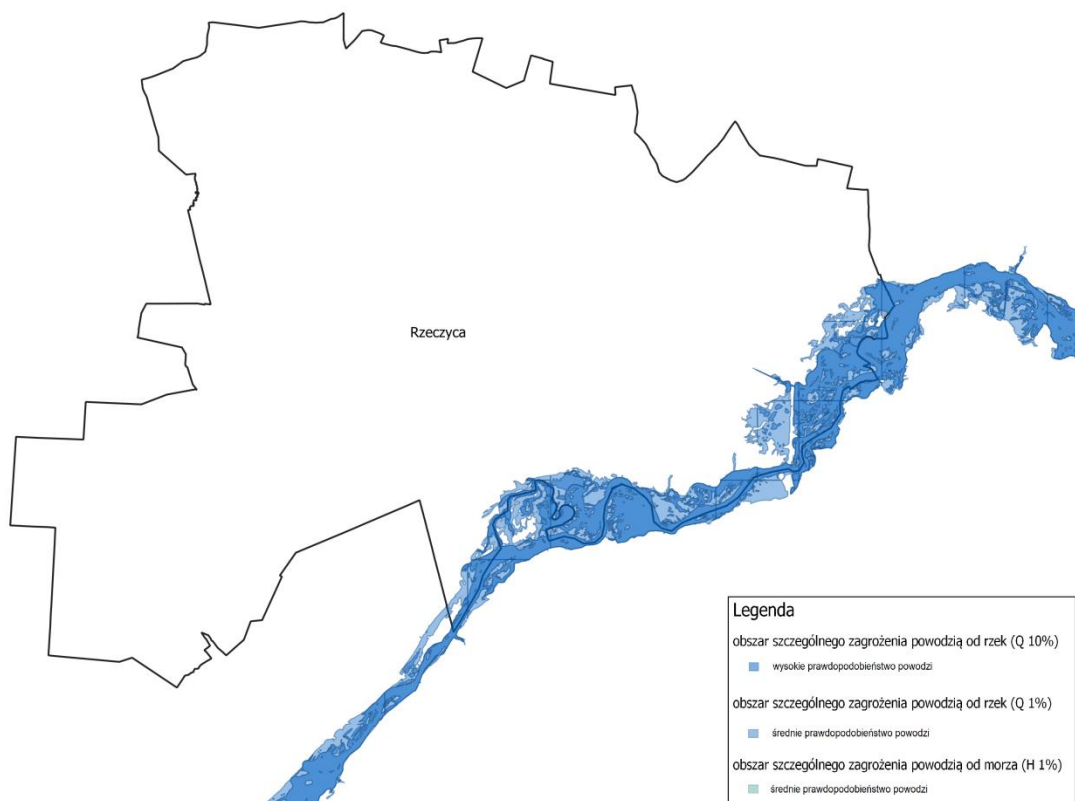 Rzeczyca
Legenda
obszar szczególnego zagrożenia powodzią od rzek (Q 10%)
wysokie prawdopodobieństwo powodzi
obszar szczególnego zagrożenia powodzią od rzek (Q 1%)
średnie prawdopodobieństwo powodzi
obszar szczególnego zagrożenia powodzią od morza (H 1%)
średnie prawdopodobieństwo powodzi